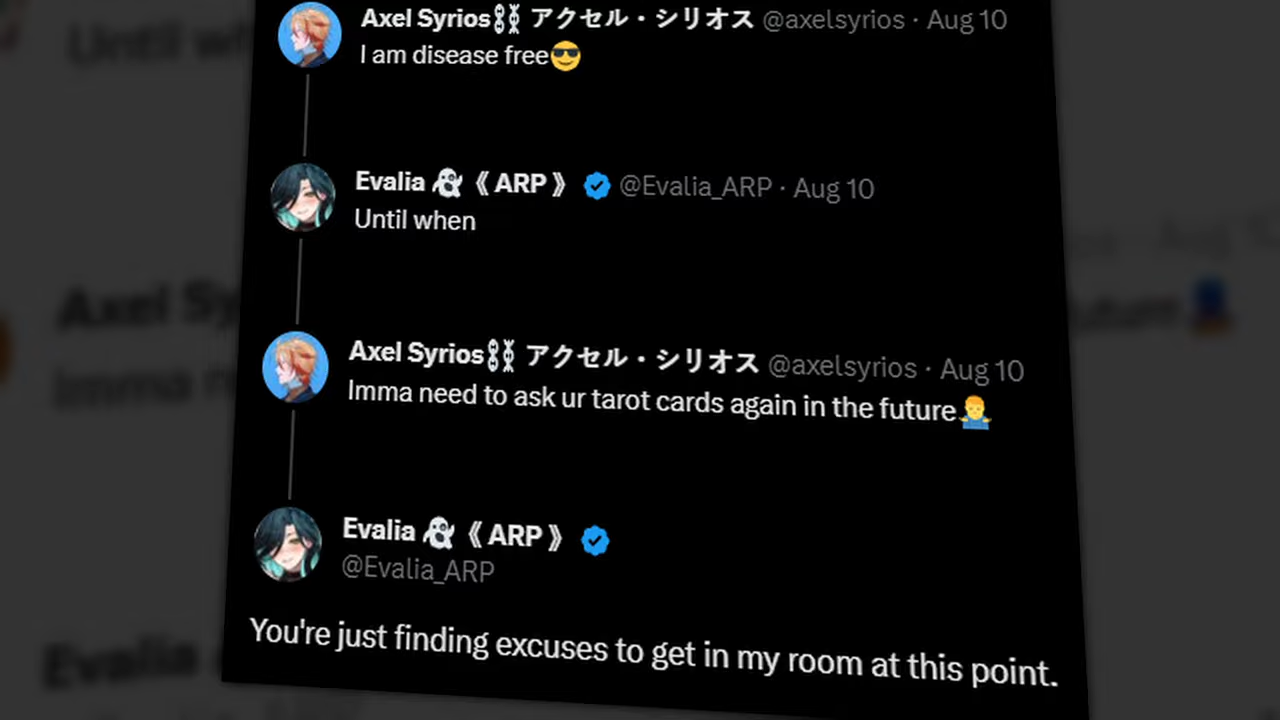 Axel Syrios⛓️ アクセル・シリオス @axelsyrios · Aug 10
I am disease free😎
Evalia 👻《ARP》 @Evalia_ARP · Aug 10
Until when
Axel Syrios⛓️ アクセル・シリオス @axelsyrios · Aug 10
Imma need to ask ur tarot cards again in the future🤷‍♂️
Evalia 👻《ARP》
@Evalia_ARP
You're just finding excuses to get in my room at this point.